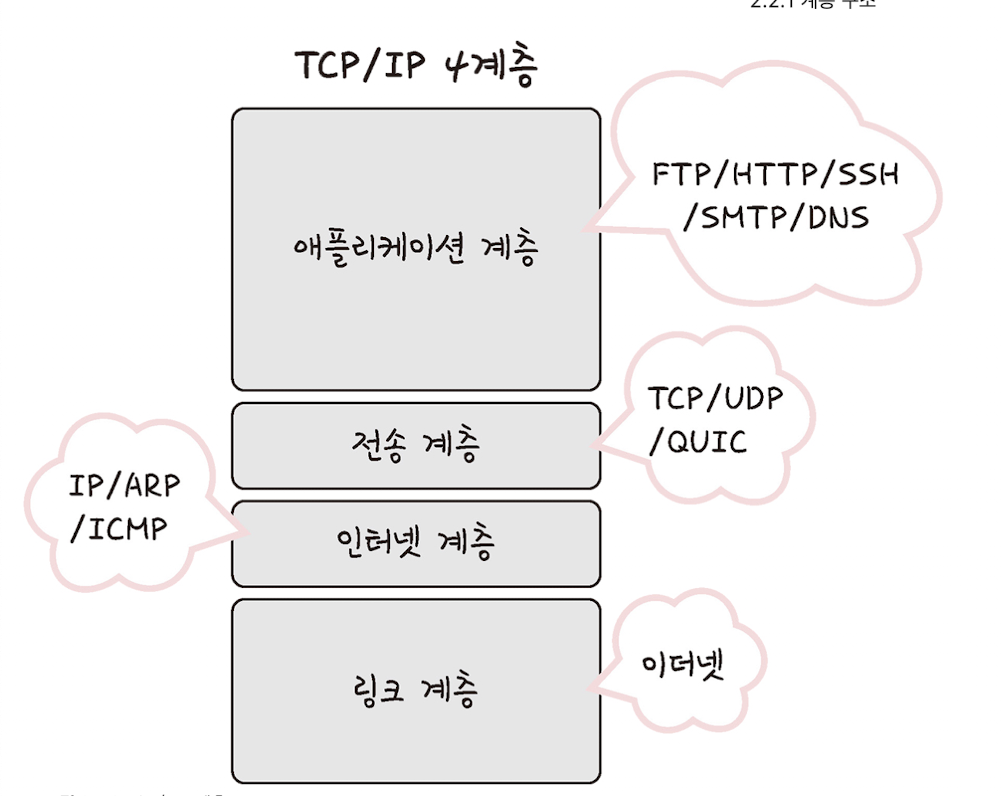 2.2.1 계층 구조
TCP/IP 4계층
FTP/HTTP/SSH
/SMTP/DNS
애플리케이션 계층
TCP/UDP
/QUIC
전송 계층
IP/ARP
/ICMP
인터넷 계층
이더넷
링크 계층